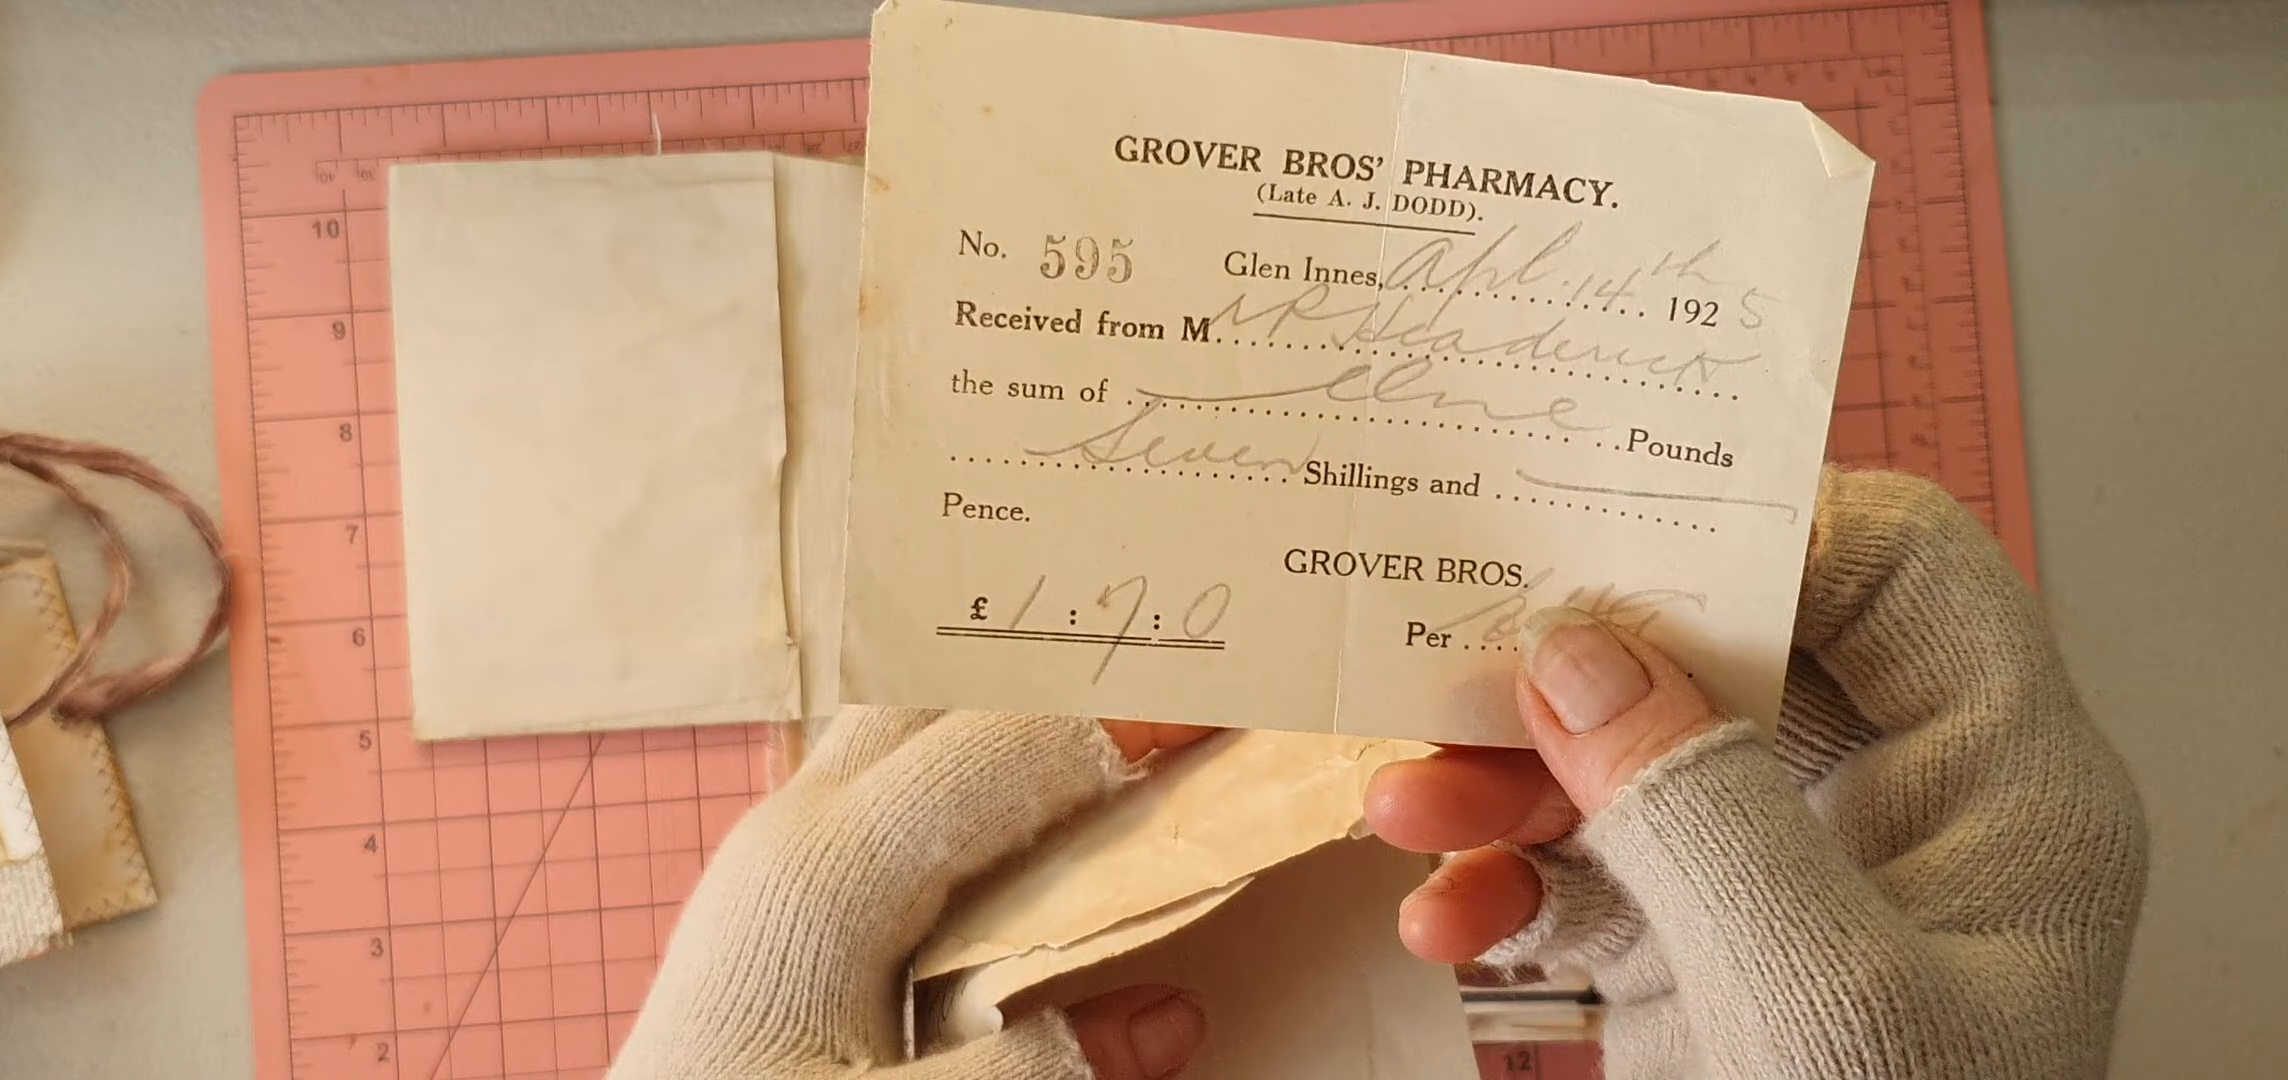 GROVER BROS' PHARMACY.
(Late A. J. DODD).
No. 595 Glen Innes, Apl. 14th 1925
Received from Mr Headerick
the sum of One Pounds
Seven Shillings and
Pence.
GROVER BROS.
£ 1 : 7 : 0
Per
10
9
8
7
6
5
4
3
2
12